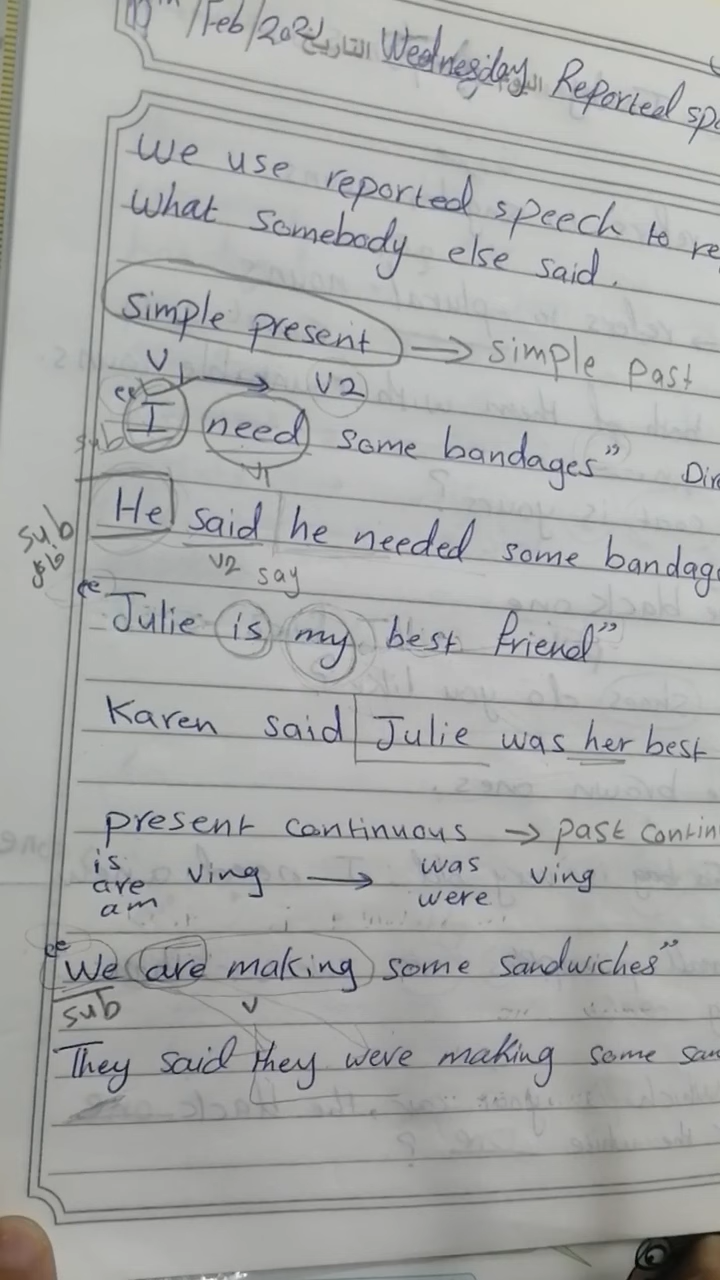 /Feb/202 التاريخ Wednesday Reported sp
We use reported speech to re
what somebody else said.
simple present → simple past
V1 → V2
sub "I need some bandages" Dir
V1
sub He said he needed some bandag
V2 say
"Julie is my best friend"
Karen said Julie was her best
present continuous → past contin
is
are Ving → was Ving
am were
"We are making some sandwiches"
sub v
They said they were making some san